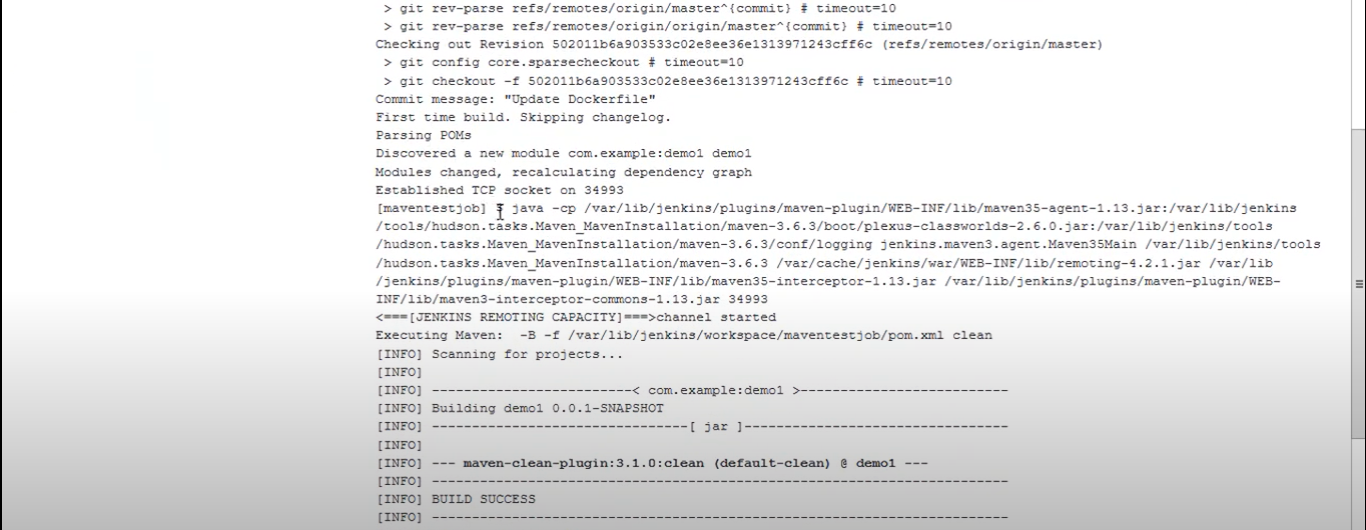 > git rev-parse refs/remotes/origin/master^{commit} # timeout=10
> git rev-parse refs/remotes/origin/origin/master^{commit} # timeout=10
Checking out Revision 502011b6a903533c02e8ee36e1313971243cff6c (refs/remotes/origin/master)
> git config core.sparsecheckout # timeout=10
> git checkout -f 502011b6a903533c02e8ee36e1313971243cff6c # timeout=10
Commit message: "Update Dockerfile"
First time build. Skipping changelog.
Parsing POMs
Discovered a new module com.example:demo1 demo1
Modules changed, recalculating dependency graph
Established TCP socket on 34993
[maventestjob] $ java -cp /var/lib/jenkins/plugins/maven-plugin/WEB-INF/lib/maven35-agent-1.13.jar:/var/lib/jenkins
/tools/hudson.tasks.Maven_MavenInstallation/maven-3.6.3/boot/plexus-classworlds-2.6.0.jar:/var/lib/jenkins/tools
/hudson.tasks.Maven_MavenInstallation/maven-3.6.3/conf/logging jenkins.maven3.agent.Maven35Main /var/lib/jenkins/tools
/hudson.tasks.Maven_MavenInstallation/maven-3.6.3 /var/cache/jenkins/war/WEB-INF/lib/remoting-4.2.1.jar /var/lib
/jenkins/plugins/maven-plugin/WEB-INF/lib/maven35-interceptor-1.13.jar /var/lib/jenkins/plugins/maven-plugin/WEB-
INF/lib/maven3-interceptor-commons-1.13.jar 34993
<===[JENKINS REMOTING CAPACITY]===>channel started
Executing Maven:  -B -f /var/lib/jenkins/workspace/maventestjob/pom.xml clean
[INFO] Scanning for projects...
[INFO]
[INFO] -------------------------< com.example:demo1 >--------------------------
[INFO] Building demo1 0.0.1-SNAPSHOT
[INFO] --------------------------------[ jar ]---------------------------------
[INFO]
[INFO] --- maven-clean-plugin:3.1.0:clean (default-clean) @ demo1 ---
[INFO] ------------------------------------------------------------------------
[INFO] BUILD SUCCESS
[INFO] ------------------------------------------------------------------------